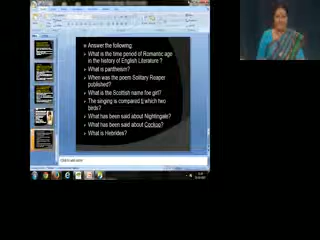 Answer the following:
What is the time period of Romantic age
in the history of English Literature ?
What is pantheism?
When was the poem Solitary Reaper
published?
What is the Scottish name foe girl?
The singing is compared tj which two
birds?
What has been said about Nightingale?
What has been said about Cockuo?
What is Hebrides?